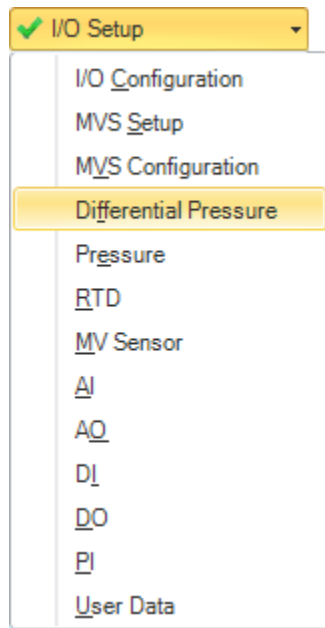 I/O Setup
I/O Configuration
MVS Setup
MVS Configuration
Differential Pressure
Pressure
RTD
MV Sensor
AI
AO
DI
DO
PI
User Data